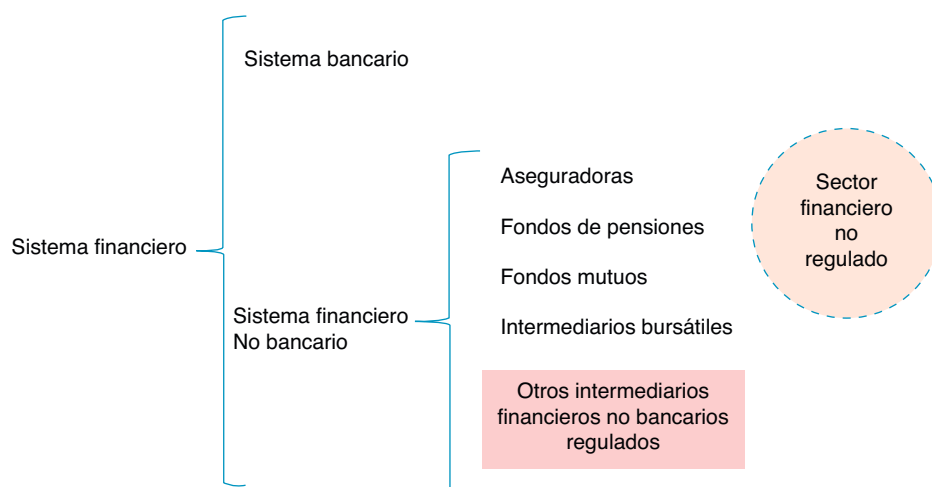 Sistema bancario
Sistema financiero
Sistema financiero
No bancario
Aseguradoras
Fondos de pensiones
Fondos mutuos
Intermediarios bursátiles
Otros intermediarios
financieros no bancarios
regulados
Sector
financiero
no
regulado